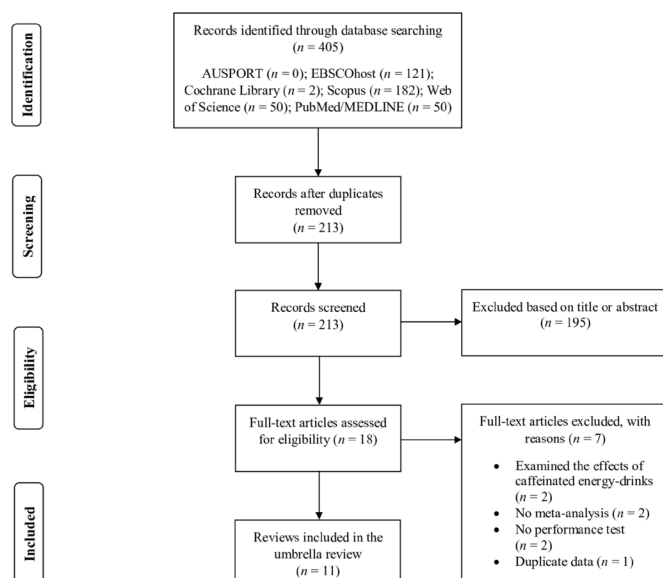 Identification
Records identified through database searching
(n = 405)
AUSPORT (n = 0); EBSCOhost (n = 121);
Cochrane Library (n = 2); Scopus (n = 182); Web
of Science (n = 50); PubMed/MEDLINE (n = 50)
Screening
Records after duplicates
removed
(n = 213)
Records screened
(n = 213)
Excluded based on title or abstract
(n = 195)
Eligibility
Full-text articles assessed
for eligibility (n = 18)
Full-text articles excluded, with
reasons (n = 7)
• Examined the effects of
caffeinated energy-drinks
(n = 2)
• No meta-analysis (n = 2)
• No performance test
(n = 2)
• Duplicate data (n = 1)
Included
Reviews included in the
umbrella review
(n = 11)